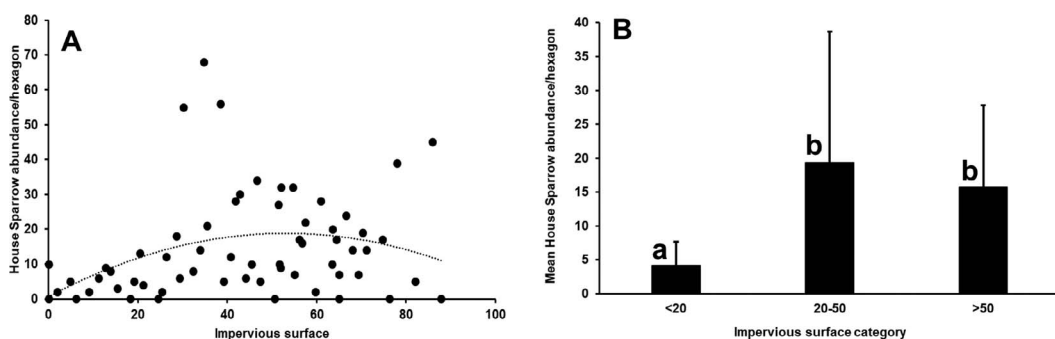 A
House Sparrow abundance/hexagon
80
70
60
50
40
30
20
10
0
0 20 40 60 80 100
Impervious surface
B
Mean House Sparrow abundance/hexagon
40
35
30
25
20
15
10
5
0
a
b
b
<20 20-50 >50
Impervious surface category